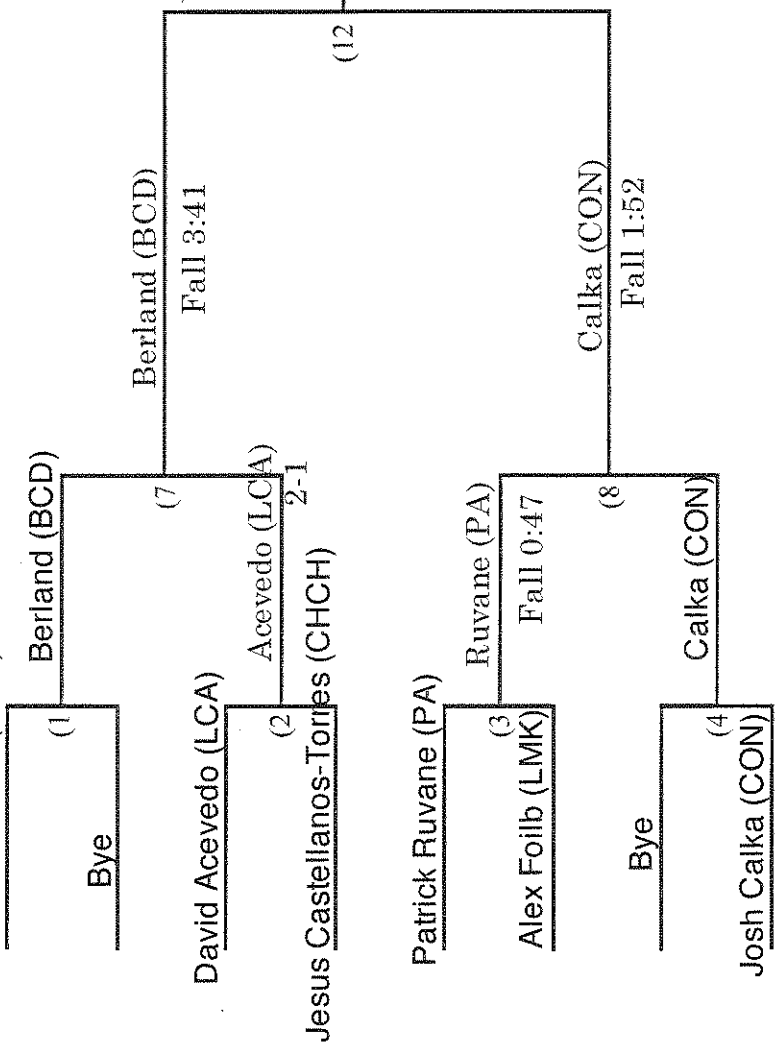 Berland (BCD)
(1
Bye
Berland (BCD)
Fall 3:41
(7
David Acevedo (LCA)
Acevedo (LCA)
2-1
(2
Jesus Castellanos-Torres (CHCH)
(12
Patrick Ruvane (PA)
Ruvane (PA)
Fall 0:47
(3
Alex Foilb (LMK)
Calka (CON)
Fall 1:52
(8
Bye
Calka (CON)
(4
Josh Calka (CON)